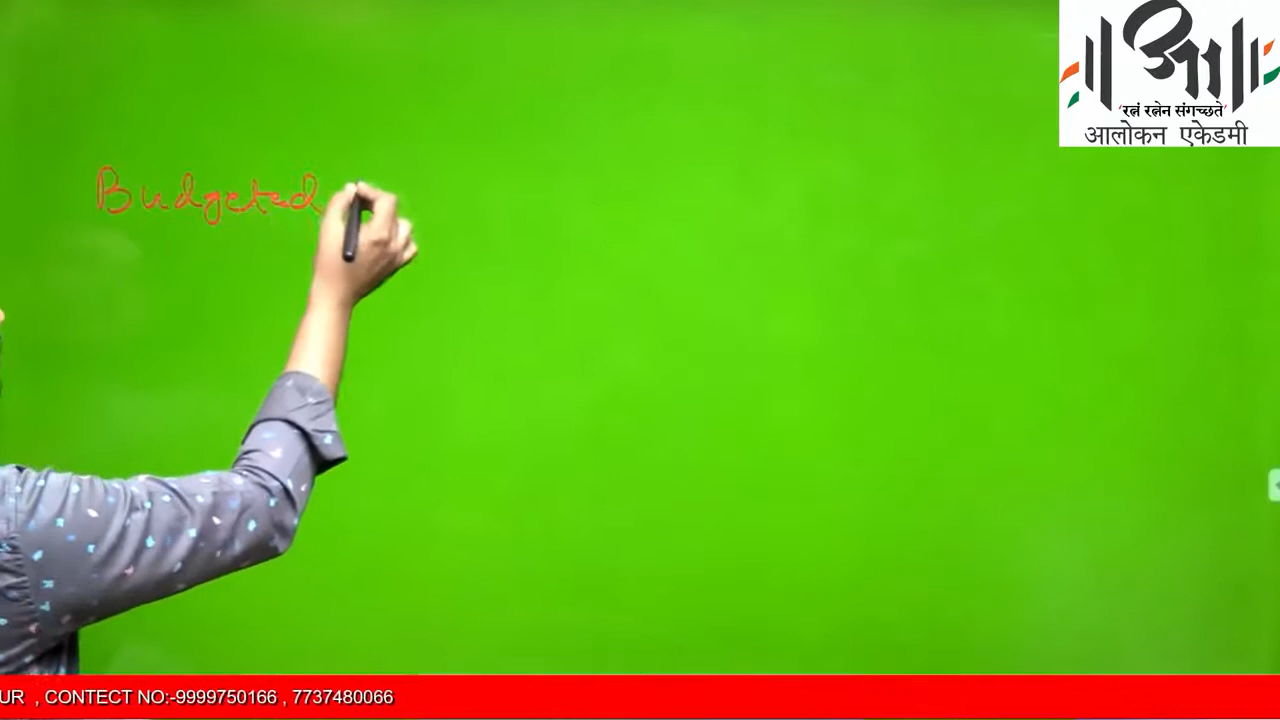 'रत्नं रत्नेन संगच्छते'
आलोकन एकेडमी
Budgeted
UR , CONTECT NO:-9999750166 , 7737480066